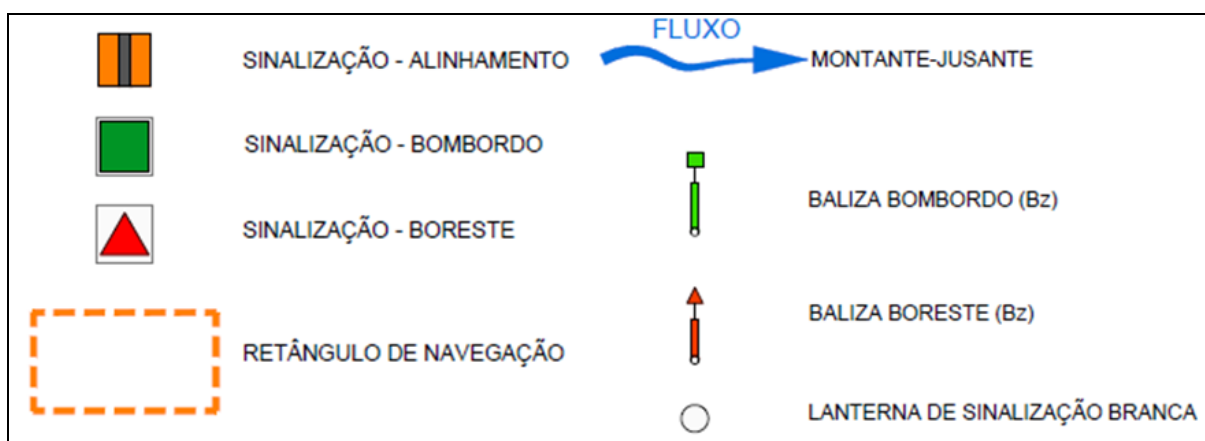 SINALIZAÇÃO - ALINHAMENTO
SINALIZAÇÃO - BOMBORDO
SINALIZAÇÃO - BORESTE
RETÂNGULO DE NAVEGAÇÃO
FLUXO
MONTANTE-JUSANTE
BALIZA BOMBORDO (Bz)
BALIZA BORESTE (Bz)
LANTERNA DE SINALIZAÇÃO BRANCA